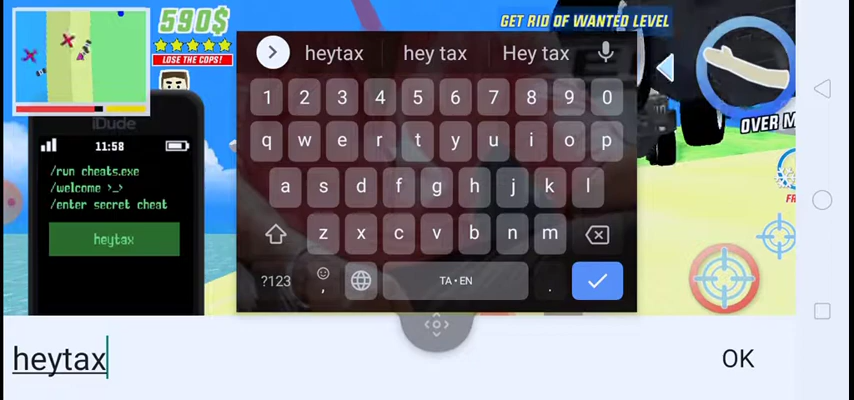 590$
GET RID OF WANTED LEVEL
LOSE THE COPS!
heytax
hey tax
Hey tax
1 2 3 4 5 6 7 8 9 0
q w e r t y u i o p
a s d f g h j k l
z x c v b n m
?123
,
TA • EN
.
iDude
11:58
/run cheats.exe
/welcome >_>
/enter secret cheat
heytax
OVER M
FR
heytax
OK